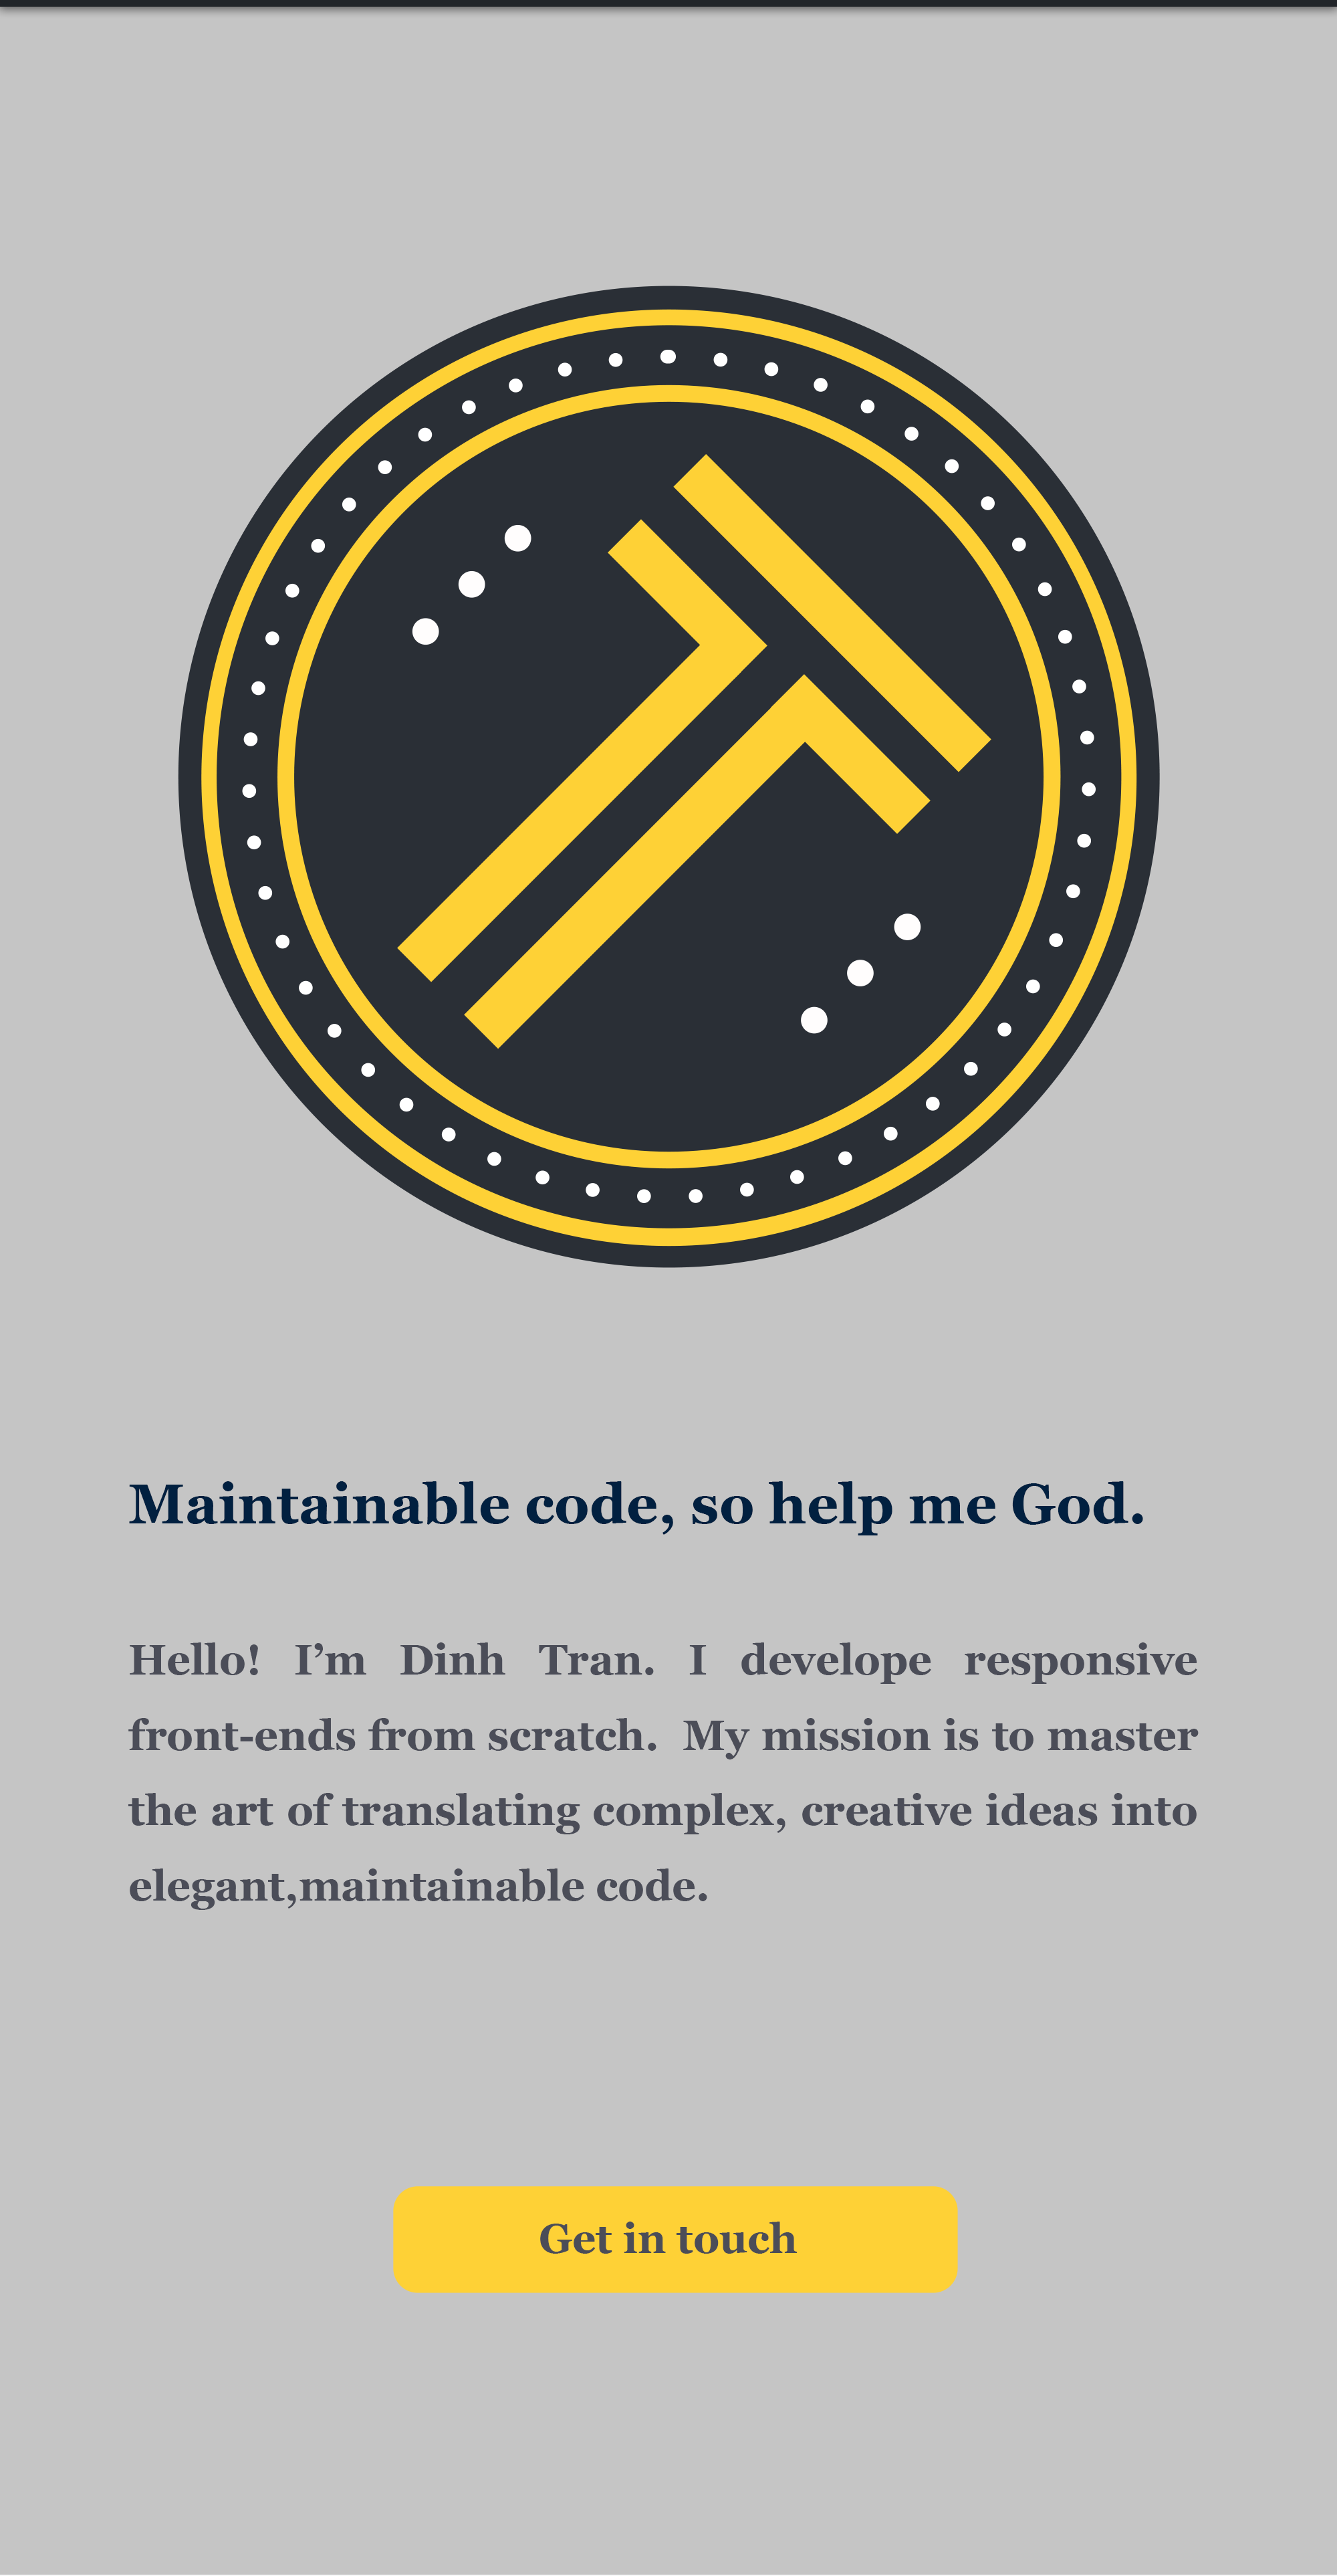 Maintainable code, so help me God.
Hello! I’m Dinh Tran. I develope responsive
front-ends from scratch.  My mission is to master
the art of translating complex, creative ideas into
elegant,maintainable code.
Get in touch